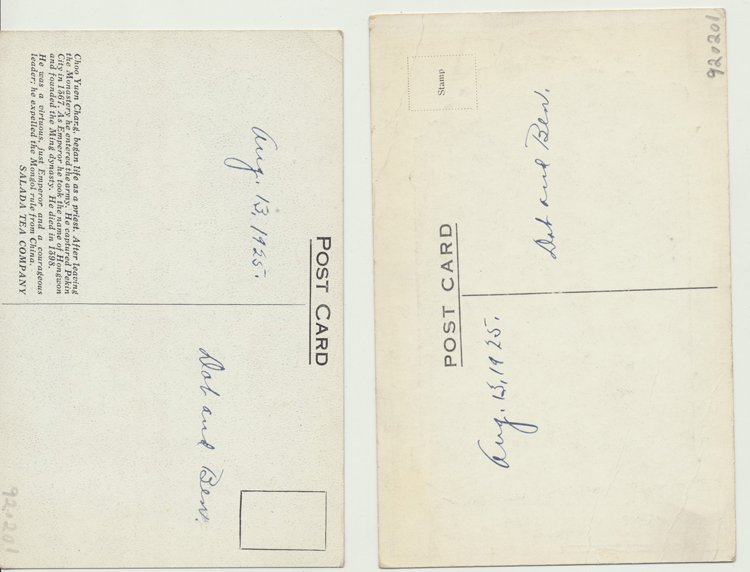 POST CARD
Choo Yuen Chang, began life as a priest. After leaving
the Monastery he entered the army. He captured Pekin
City in 1367. As Emperor he took the name of Hongwon
and founded the Ming dynasty. He died in 1398.
He was a virtuous, just Emperor and a courageous
leader; he expelled the Mongol rule from China.
SALADA TEA COMPANY
Aug. 13, 1925.
Dot and Ben.
920201
POST CARD
Stamp
Dot and Ben.
Aug. 13, 1925.
920201